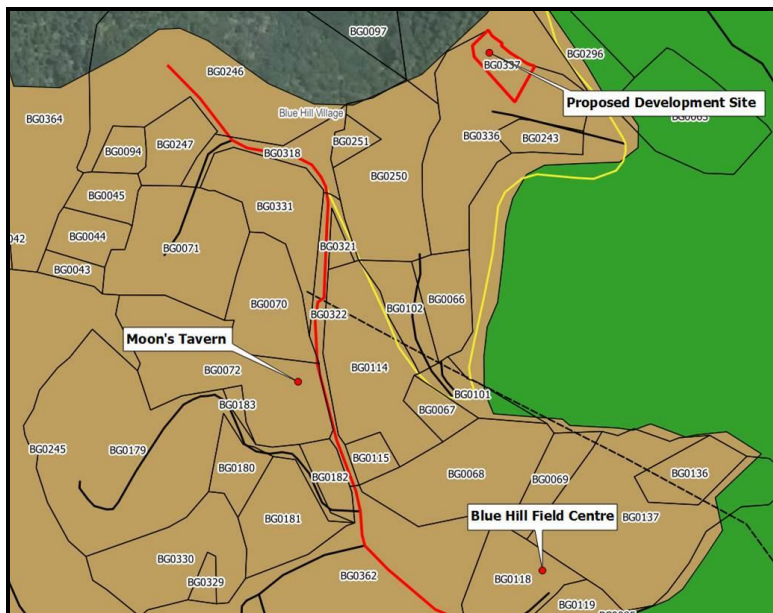 BG0097
BG0296
BG0337
BG0246
Proposed Development Site
BG0364
Blue Hill Village
BG0247
BG0251
BG0336
BG0243
BG0094
BG0318
BG0250
BG0045
BG0331
BG0044
BG0071
BG0321
BG0043
BG0070
BG0322
BG0102
BG0066
Moon's Tavern
BG0114
BG0072
BG0101
BG0183
BG0067
BG0245
BG0179
BG0115
BG0180
BG0182
BG0068
BG0069
BG0136
BG0181
Blue Hill Field Centre
BG0137
BG0330
BG0329
BG0362
BG0118
BG0119